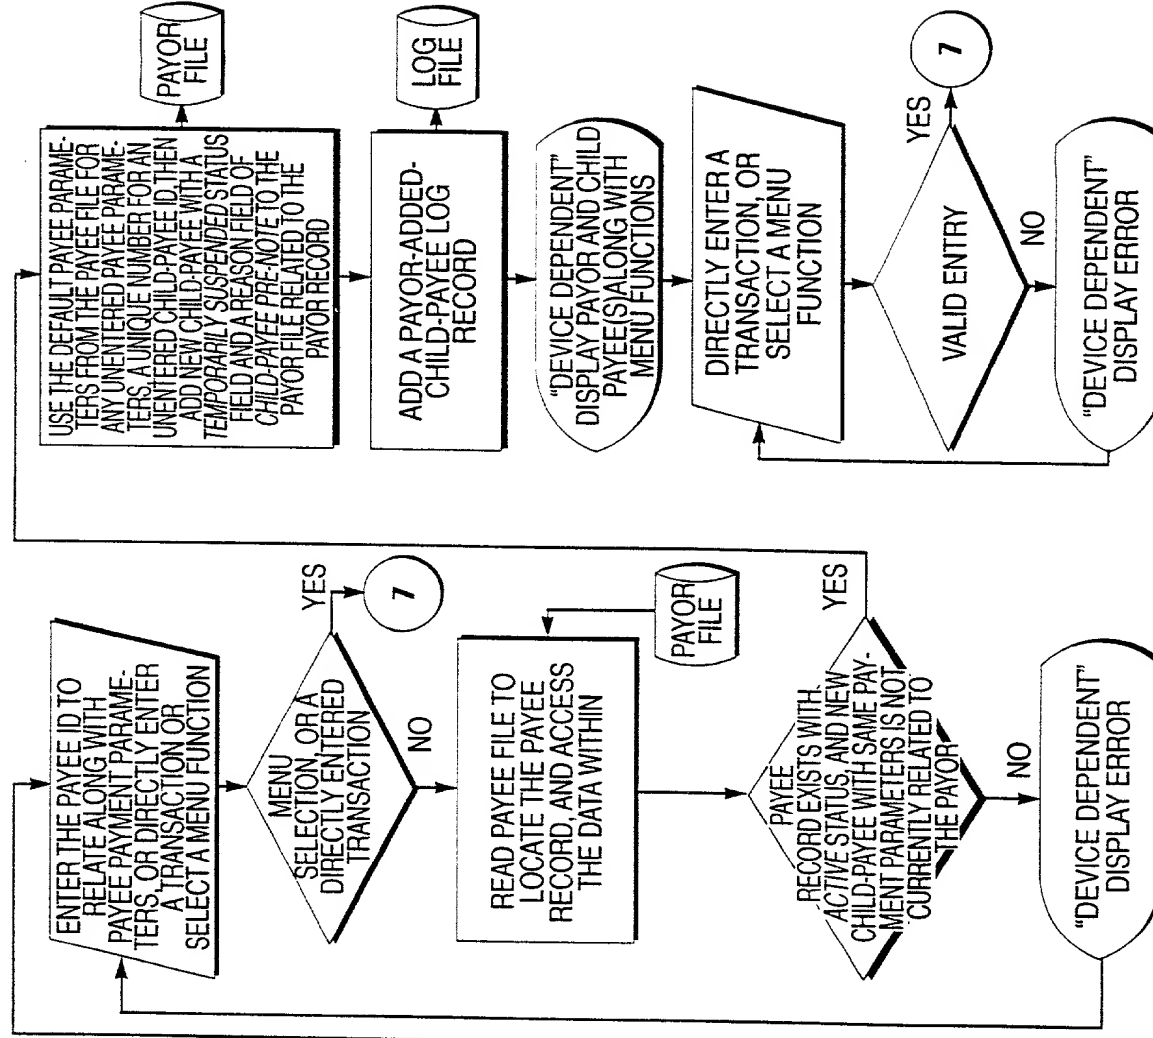 ENTER THE PAYEE ID TO
RELATE ALONG WITH
PAYEE PAYMENT PARAME-
TERS, OR DIRECTLY ENTER
A TRANSACTION OR
SELECT A MENU FUNCTION
MENU
SELECTION, OR A
DIRECTLY ENTERED
TRANSACTION
YES
7
NO
READ PAYEE FILE TO
LOCATE THE PAYEE
RECORD, AND ACCESS
THE DATA WITHIN
PAYOR
FILE
PAYEE
RECORD EXISTS WITH
ACTIVE STATUS, AND NEW
CHILD-PAYEE WITH SAME PAY-
MENT PARAMETERS IS NOT
CURRENTLY RELATED TO
THE PAYOR
YES
NO
"DEVICE DEPENDENT"
DISPLAY ERROR
USE THE DEFAULT PAYEE PARAME-
TERS FROM THE PAYEE FILE FOR
ANY UNENTERED PAYEE PARAME-
TERS, A UNIQUE NUMBER FOR AN
UNENTERED CHILD-PAYEE ID, THEN
ADD NEW CHILD-PAYEE WITH A
TEMPORARILY SUSPENDED STATUS
FIELD AND A REASON FIELD OF
CHILD-PAYEE PRE-NOTE TO THE
PAYOR FILE RELATED TO THE
PAYOR RECORD
PAYOR
FILE
ADD A PAYOR-ADDED-
CHILD-PAYEE LOG
RECORD
LOG
FILE
"DEVICE DEPENDENT"
DISPLAY PAYOR AND CHILD
PAYEE(S) ALONG WITH
MENU FUNCTIONS
DIRECTLY ENTER A
TRANSACTION, OR
SELECT A MENU
FUNCTION
VALID ENTRY
YES
7
NO
"DEVICE DEPENDENT"
DISPLAY ERROR